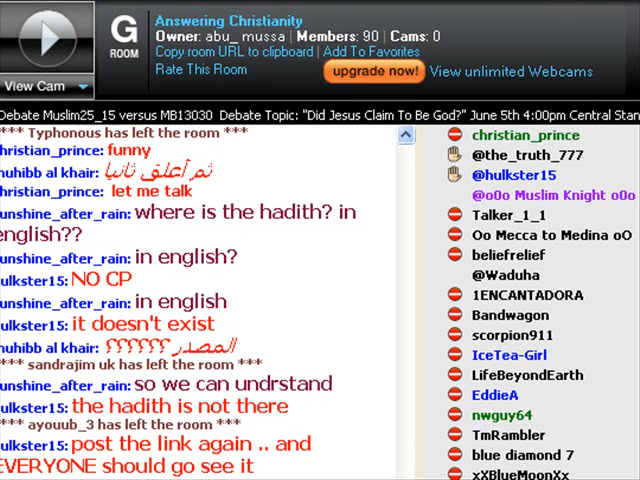 G
ROOM
Answering Christianity
Owner: abu_ mussa | Members: 90 | Cams: 0
Copy room URL to clipboard | Add To Favorites
Rate This Room
upgrade now!
View unlimited Webcams
View Cam
Debate Muslim25_15 versus MB13030 Debate Topic: "Did Jesus Claim To Be God?" June 5th 4:00pm Central Stan
*** Typhonous has left the room ***
hristian_prince: funny
uhibb al khair: ثم أعلق ثانيا
hristian_prince: let me talk
unshine_after_rain: where is the hadith? in
english??
unshine_after_rain: in english?
ulkster15: NO CP
unshine_after_rain: in english
ulkster15: it doesn't exist
uhibb al khair: المصدر ؟؟؟؟؟؟
*** sandrajim uk has left the room ***
unshine_after_rain: so we can undrstand
ulkster15: the hadith is not there
*** ayouub_3 has left the room ***
ulkster15: post the link again .. and
EVERYONE should go see it
christian_prince
@the_truth_777
@hulkster15
@o0o Muslim Knight o0o
Talker_1_1
Oo Mecca to Medina oO
beliefrelief
@Waduha
1ENCANTADORA
Bandwagon
scorpion911
IceTea-Girl
LifeBeyondEarth
EddieA
nwguy64
TmRambler
blue diamond 7
xXBlueMoonXx